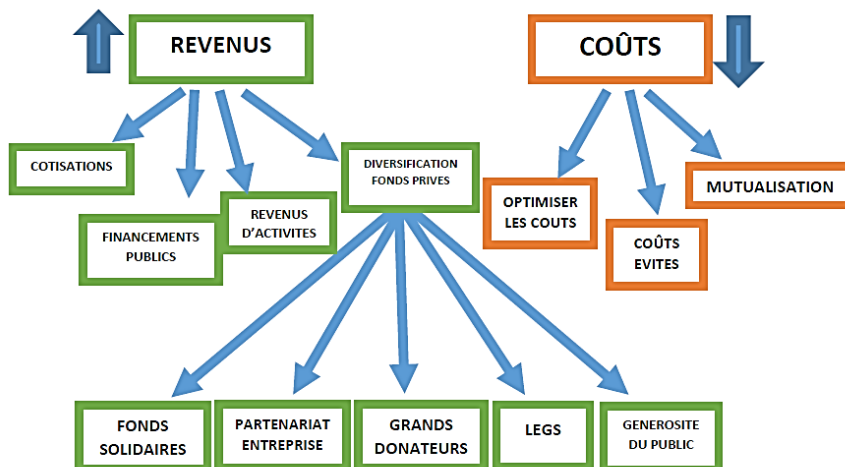 REVENUS
COÛTS
COTISATIONS
FINANCEMENTS
PUBLICS
REVENUS
D’ACTIVITES
DIVERSIFICATION
FONDS PRIVES
OPTIMISER
LES COUTS
COÛTS
EVITES
MUTUALISATION
FONDS
SOLIDAIRES
PARTENARIAT
ENTREPRISE
GRANDS
DONATEURS
LEGS
GENEROSITE
DU PUBLIC